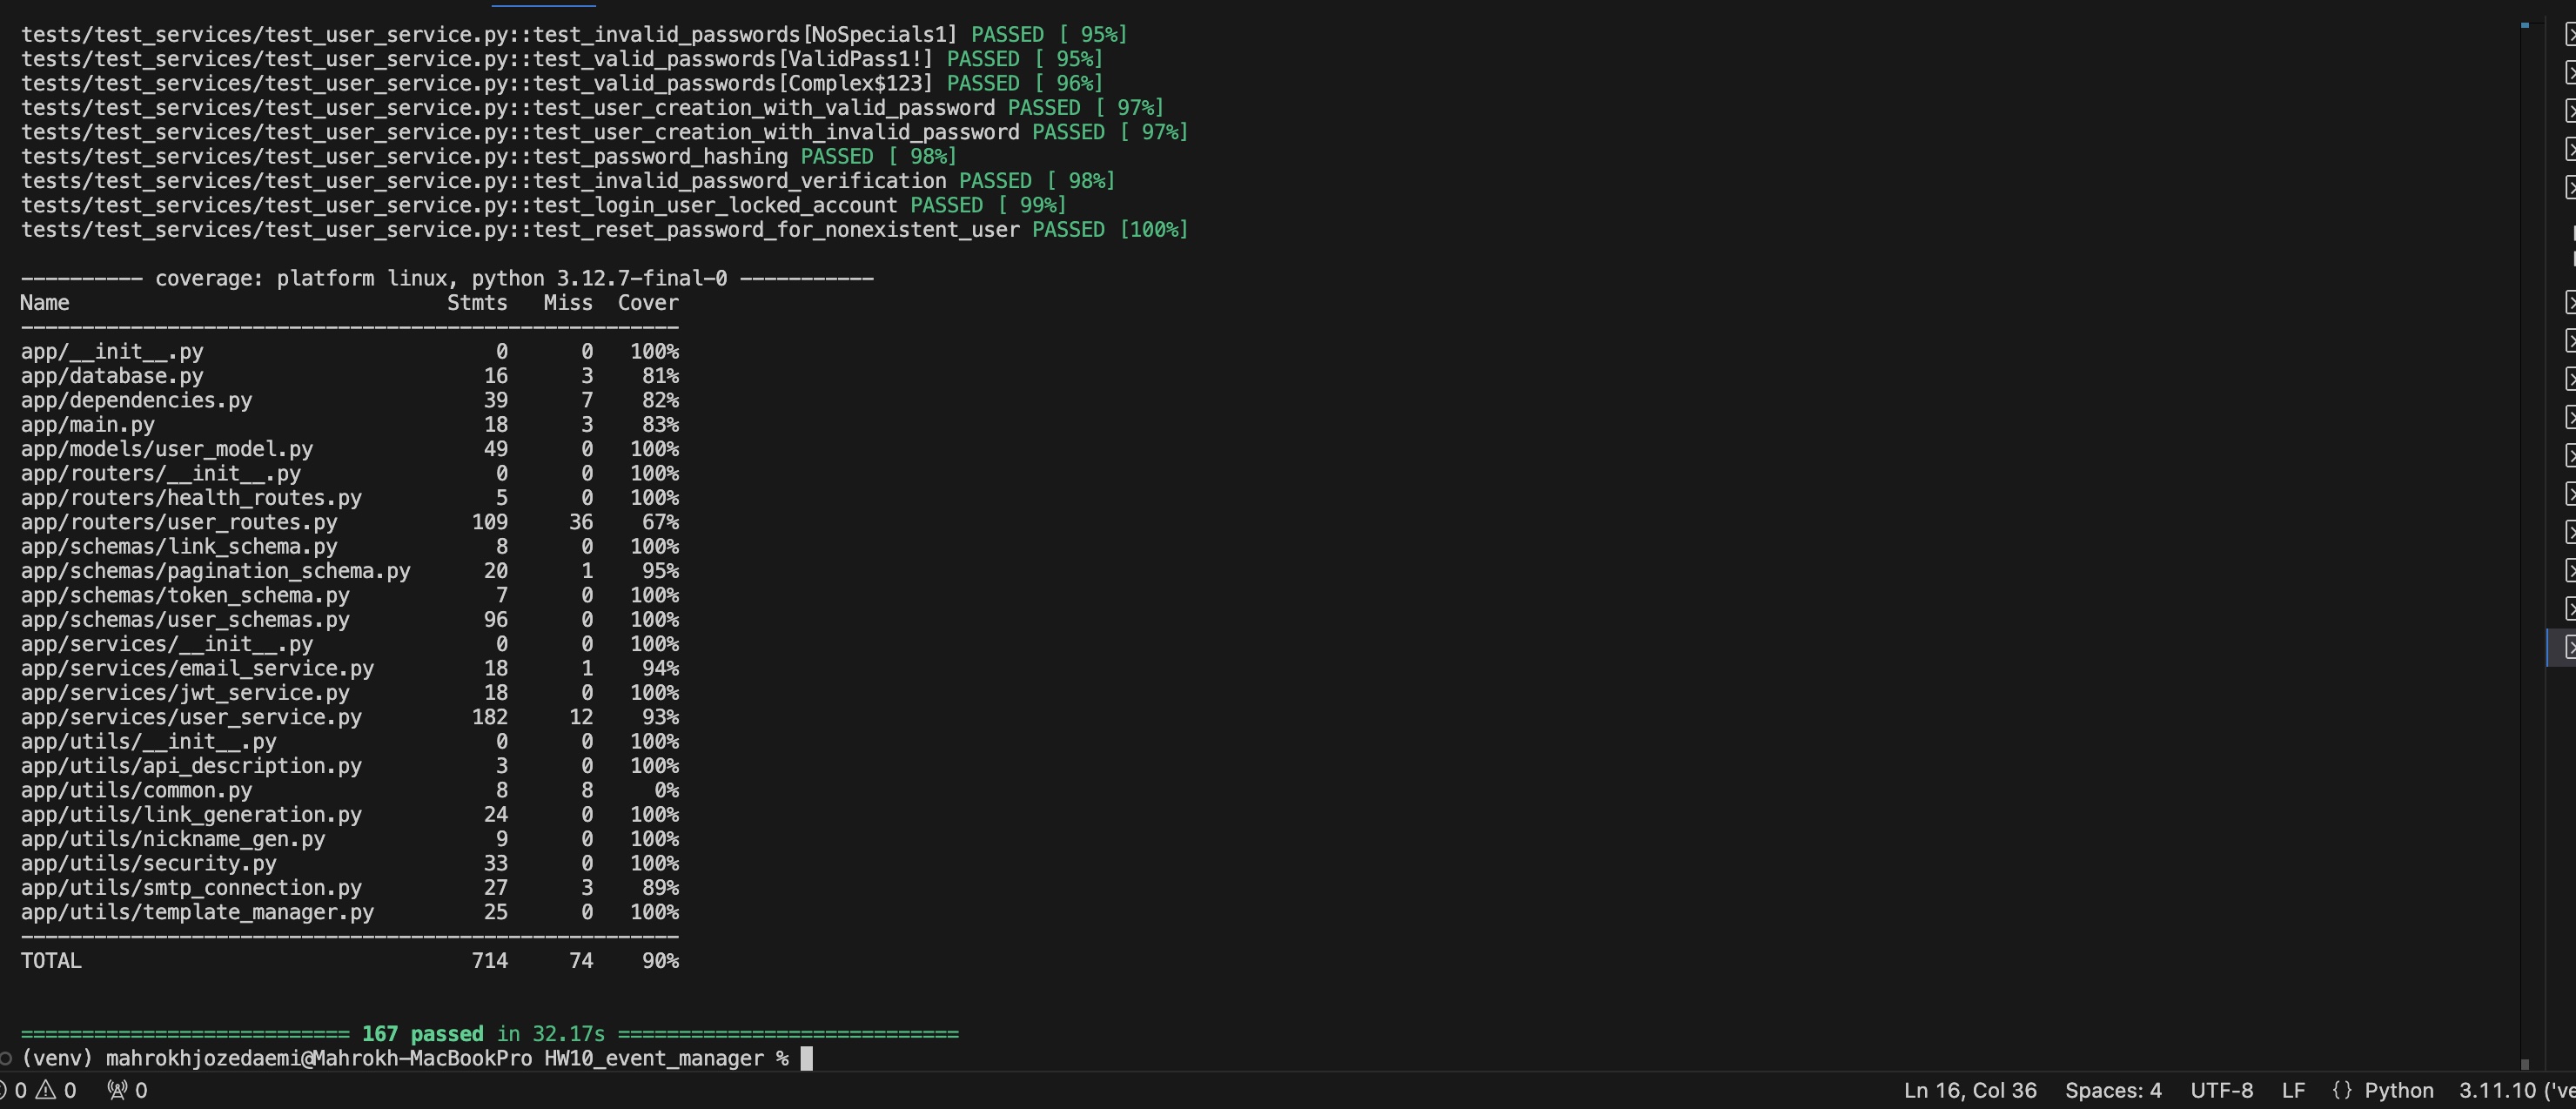 tests/test_services/test_user_service.py::test_invalid_passwords[NoSpecials1] PASSED [ 95%]
tests/test_services/test_user_service.py::test_valid_passwords[ValidPass1!] PASSED [ 95%]
tests/test_services/test_user_service.py::test_valid_passwords[Complex$123] PASSED [ 96%]
tests/test_services/test_user_service.py::test_user_creation_with_valid_password PASSED [ 97%]
tests/test_services/test_user_service.py::test_user_creation_with_invalid_password PASSED [ 97%]
tests/test_services/test_user_service.py::test_password_hashing PASSED [ 98%]
tests/test_services/test_user_service.py::test_invalid_password_verification PASSED [ 98%]
tests/test_services/test_user_service.py::test_login_user_locked_account PASSED [ 99%]
tests/test_services/test_user_service.py::test_reset_password_for_nonexistent_user PASSED [100%]
---------- coverage: platform linux, python 3.12.7-final-0 -----------
Name Stmts Miss Cover
------------------------------------------------------
app/__init__.py 0 0 100%
app/database.py 16 3 81%
app/dependencies.py 39 7 82%
app/main.py 18 3 83%
app/models/user_model.py 49 0 100%
app/routers/__init__.py 0 0 100%
app/routers/health_routes.py 5 0 100%
app/routers/user_routes.py 109 36 67%
app/schemas/link_schema.py 8 0 100%
app/schemas/pagination_schema.py 20 1 95%
app/schemas/token_schema.py 7 0 100%
app/schemas/user_schemas.py 96 0 100%
app/services/__init__.py 0 0 100%
app/services/email_service.py 18 1 94%
app/services/jwt_service.py 18 0 100%
app/services/user_service.py 182 12 93%
app/utils/__init__.py 0 0 100%
app/utils/api_description.py 3 0 100%
app/utils/common.py 8 8 0%
app/utils/link_generation.py 24 0 100%
app/utils/nickname_gen.py 9 0 100%
app/utils/security.py 33 0 100%
app/utils/smtp_connection.py 27 3 89%
app/utils/template_manager.py 25 0 100%
------------------------------------------------------
TOTAL 714 74 90%
=========================== 167 passed in 32.17s ============================
(venv) mahrokhjozedaemi@Mahrokh-MacBookPro HW10_event_manager %
0 0 0 Ln 16, Col 36 Spaces: 4 UTF-8 LF {} Python 3.11.10 ('ve